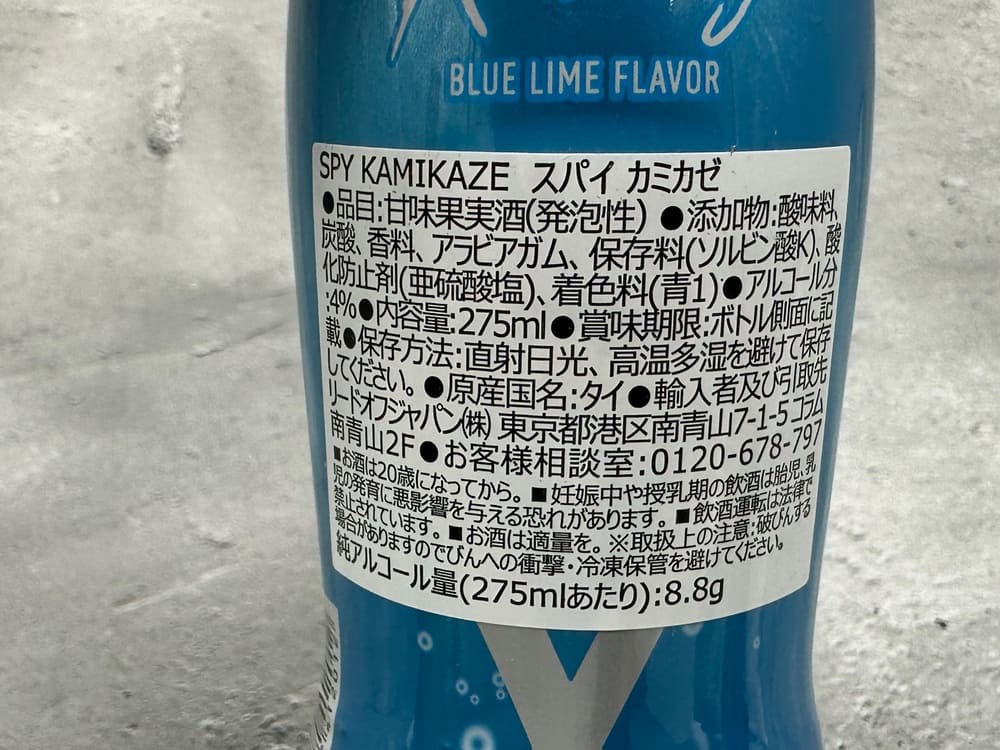 BLUE LIME FLAVOR
SPY KAMIKAZE スパイ カミカゼ
●品目:甘味果実酒(発泡性) ●添加物:酸味料、
炭酸、香料、アラビアガム、保存料(ソルビン酸K)、酸
化防止剤(亜硫酸塩)、着色料(青1)●アルコール分
:4%●内容量:275ml●賞味期限:ボトル側面に記
載●保存方法:直射日光、高温多湿を避けて保存
してください。●原産国名:タイ●輸入者及び引取先
リードオフジャパン(株) 東京都港区南青山7-1-5コラム
南青山2F●お客様相談室:0120-678-797
■お酒は20歳になってから。■妊娠中や授乳期の飲酒は胎児、乳
児の発育に悪影響を与える恐れがあります。■飲酒運転は法律で
禁止されています。■お酒は適量を。※取扱上の注意:破びんする
場合がありますのでびんへの衝撃・冷凍保管を避けてください。
純アルコール量(275mlあたり):8.8g